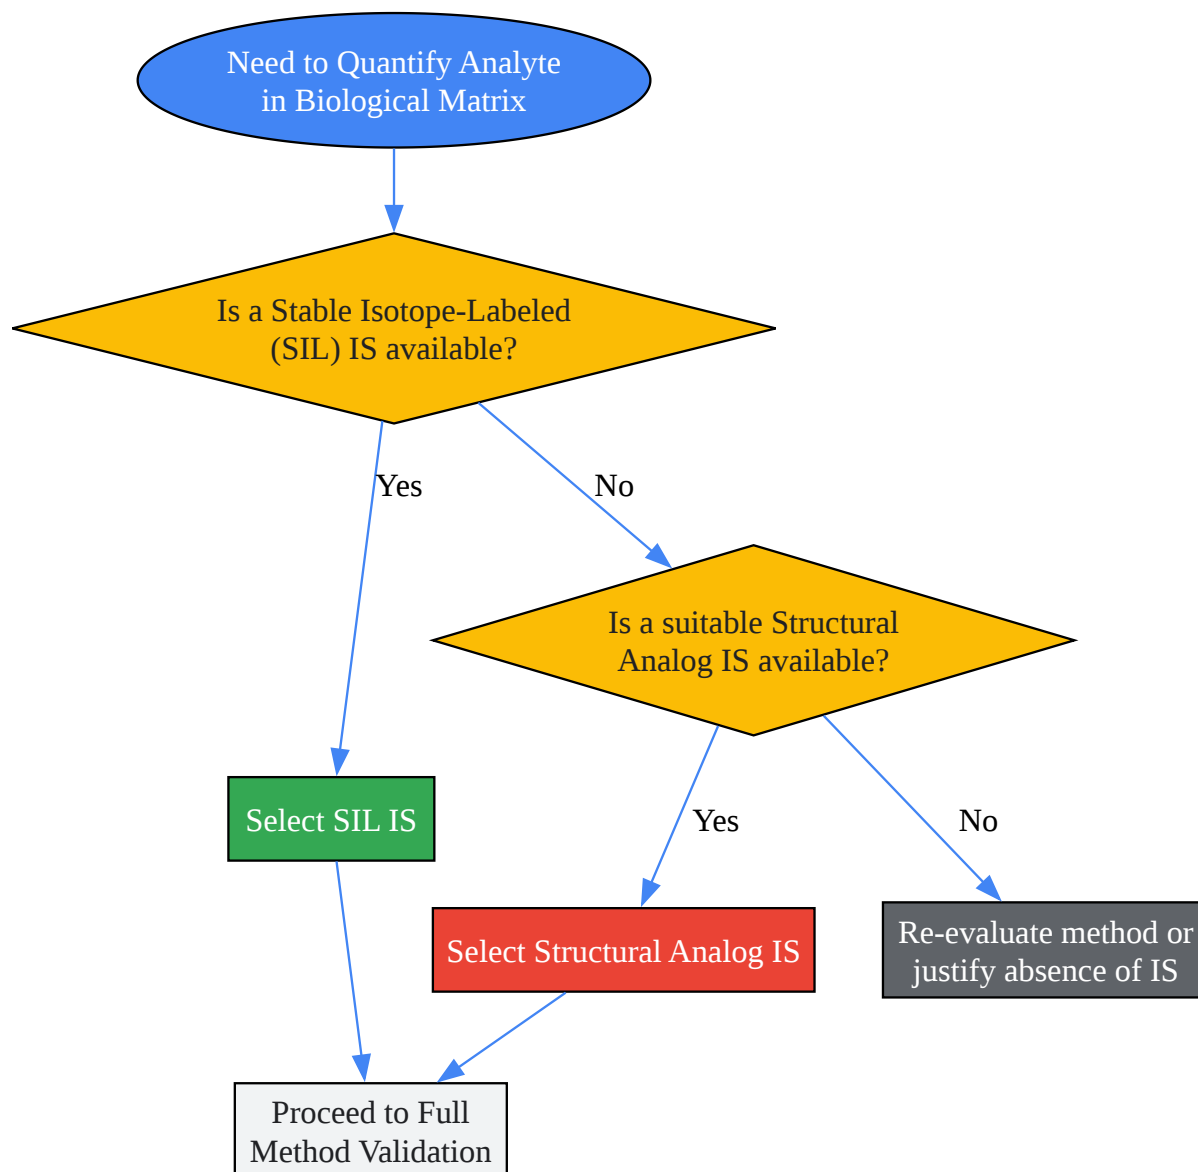 Need to Quantify Analyte
in Biological Matrix
Is a Stable Isotope-Labeled
(SIL) IS available?
Yes
No
Is a suitable Structural
Analog IS available?
Select SIL IS
Yes
No
Select Structural Analog IS
Re-evaluate method or
justify absence of IS
Proceed to Full
Method Validation